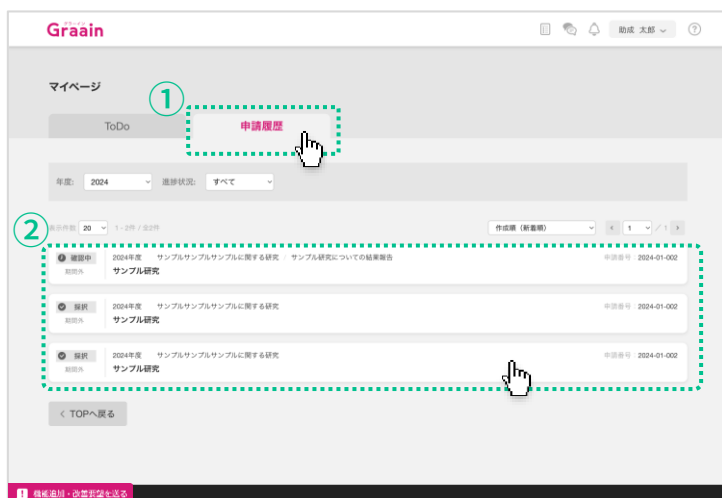 グラーイン
Graain
助成 太郎
?
マイページ
①
ToDo
申請履歴
年度: 2024 進捗状況: すべて
②
表示件数 20 1-2件 / 全2件 作成順（新着順） 1 / 1
確認中 2024年度 サンプルサンプルサンプルに関する研究 サンプル研究についての結果報告 申請番号：2024-01-002
期間外 サンプル研究
採択 2024年度 サンプルサンプルサンプルに関する研究 申請番号：2024-01-002
期間外 サンプル研究
採択 2024年度 サンプルサンプルサンプルに関する研究 申請番号：2024-01-002
期間外 サンプル研究
< TOPへ戻る
! 機能追加・改善要望を送る